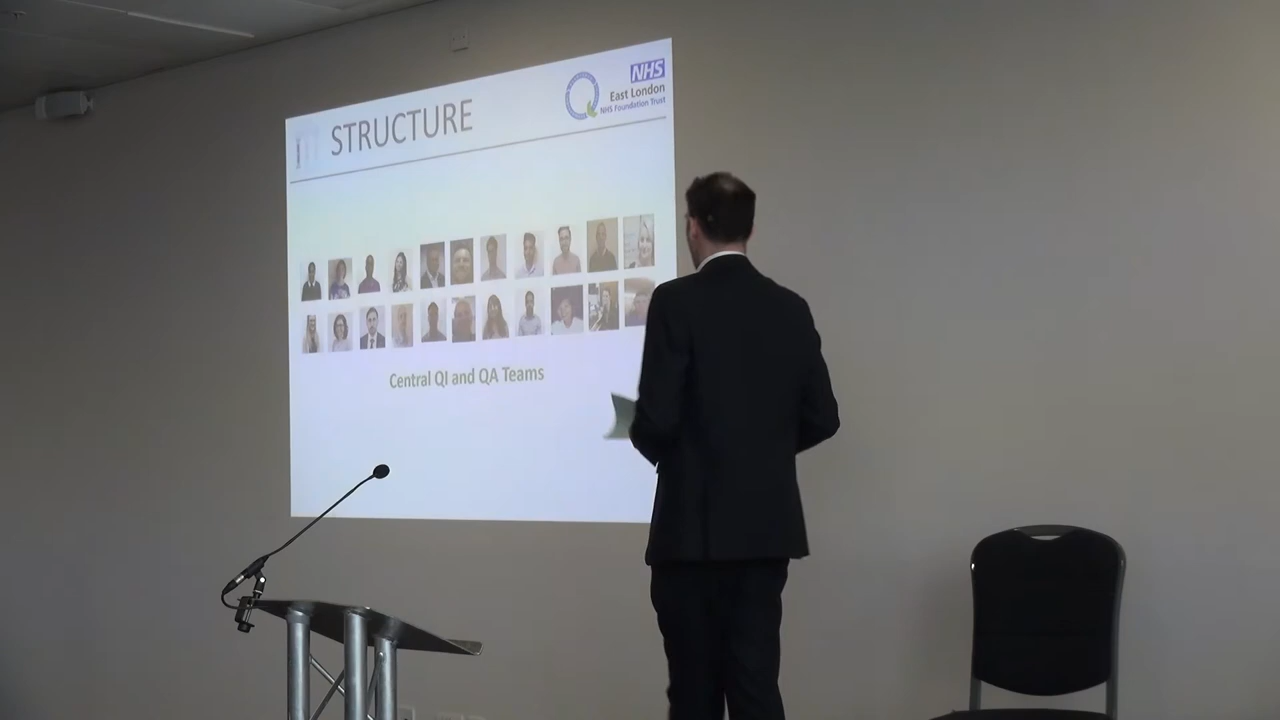 STRUCTURE
NHS
East London
NHS Foundation Trust
Central QI and QA Teams